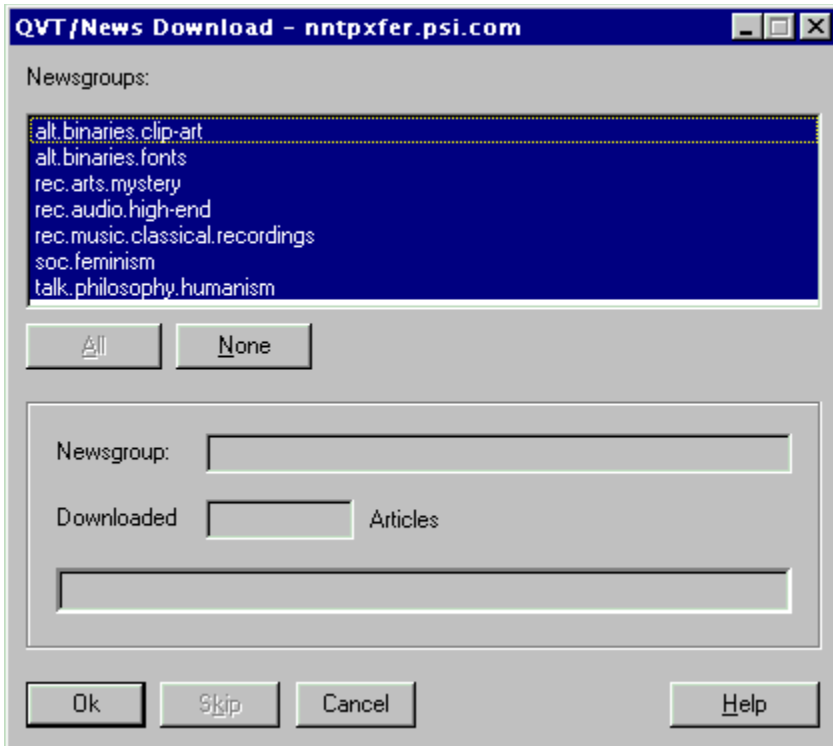 QVT/News Download - nntpxfer.psi.com
Newsgroups:
alt.binaries.clip-art
alt.binaries.fonts
rec.arts.mystery
rec.audio.high-end
rec.music.classical.recordings
soc.feminism
talk.philosophy.humanism
All None
Newsgroup:
Downloaded Articles
Ok Skip Cancel Help